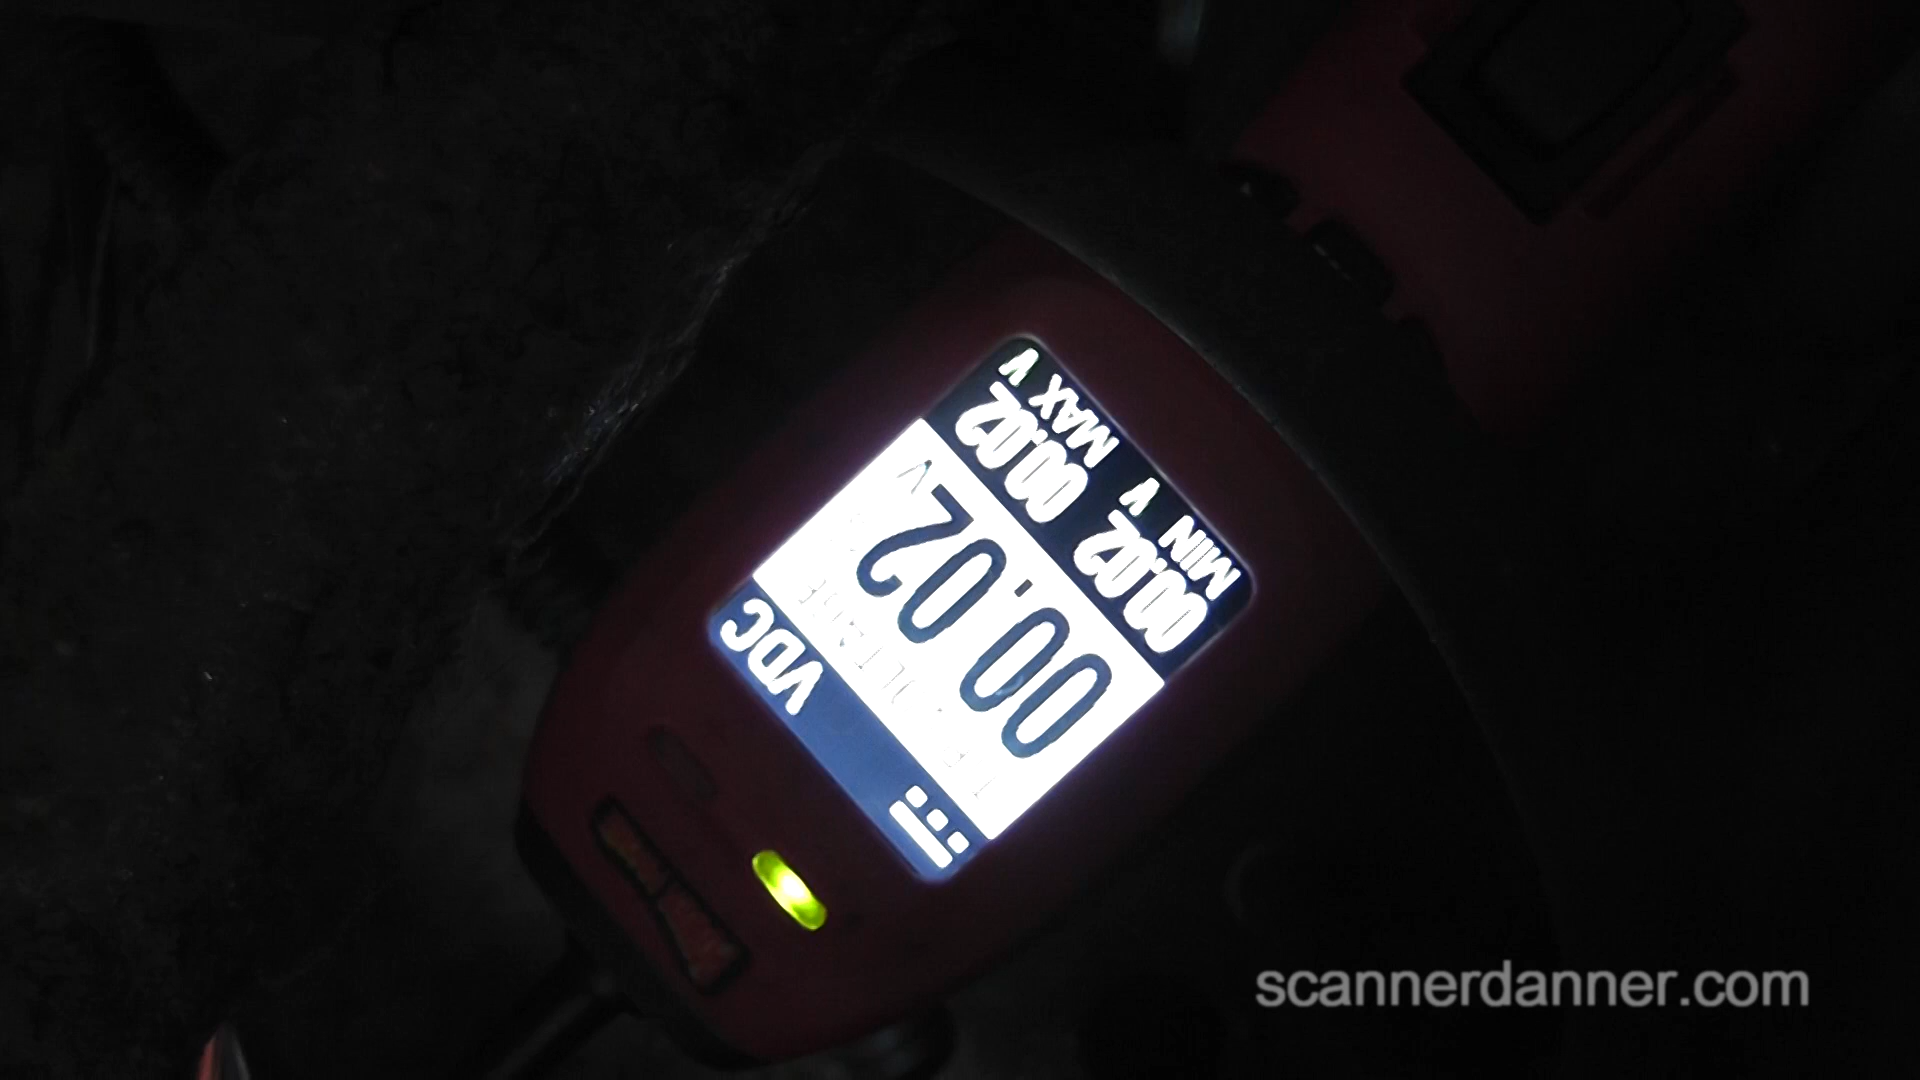 VDC
00.02 V
00.02 00.02
MIN V MAX V
scannerdanner.com